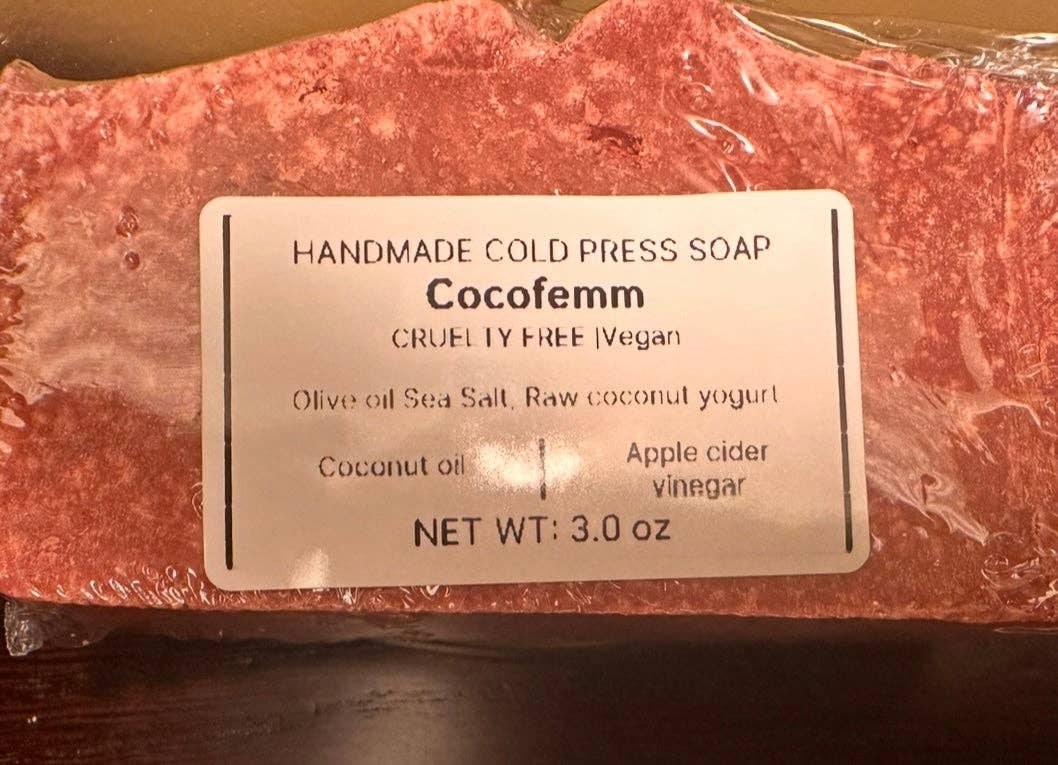 HANDMADE COLD PRESS SOAP
Cocofemm
CRUELTY FREE |Vegan
Olive oil Sea Salt, Raw coconut yogurt
Coconut oil | Apple cider
vinegar
NET WT: 3.0 oz